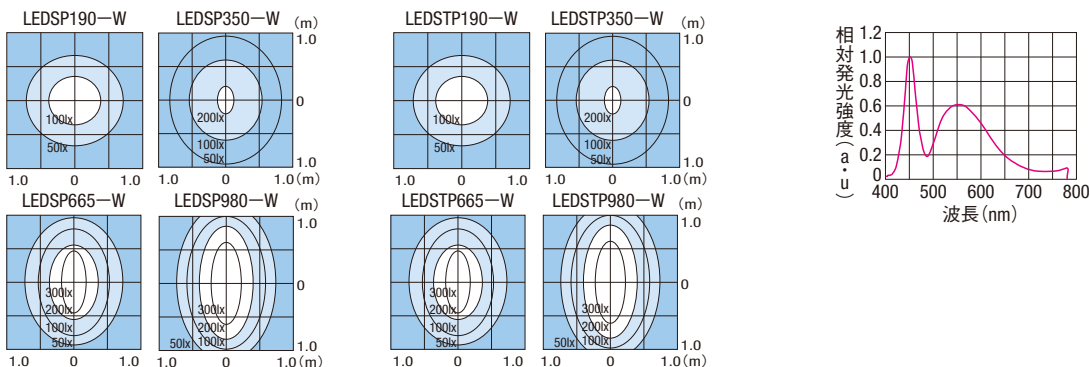 LEDSP190―W
LEDSP350―W
(m)
1.0
0
1.0
100lx
50lx
200lx
100lx
50lx
1.0 0 1.0
0 1.0(m)
LEDSP665―W
LEDSP980―W
(m)
1.0
0
1.0
300lx
200lx
100lx
50lx
300lx
200lx
100lx
50lx
1.0 0 1.0
0 1.0(m)
LEDSTP190―W
LEDSTP350―W
(m)
1.0
0
1.0
100lx
50lx
200lx
100lx
50lx
1.0 0 1.0
0 1.0(m)
LEDSTP665―W
LEDSTP980―W
(m)
1.0
0
1.0
300lx
200lx
100lx
50lx
300lx
200lx
100lx
50lx
1.0 0 1.0
0 1.0(m)
相対発光強度(a・u)
1.2
1.0
0.8
0.6
0.4
0.2
0
400 500 600 700 800
波長(nm)